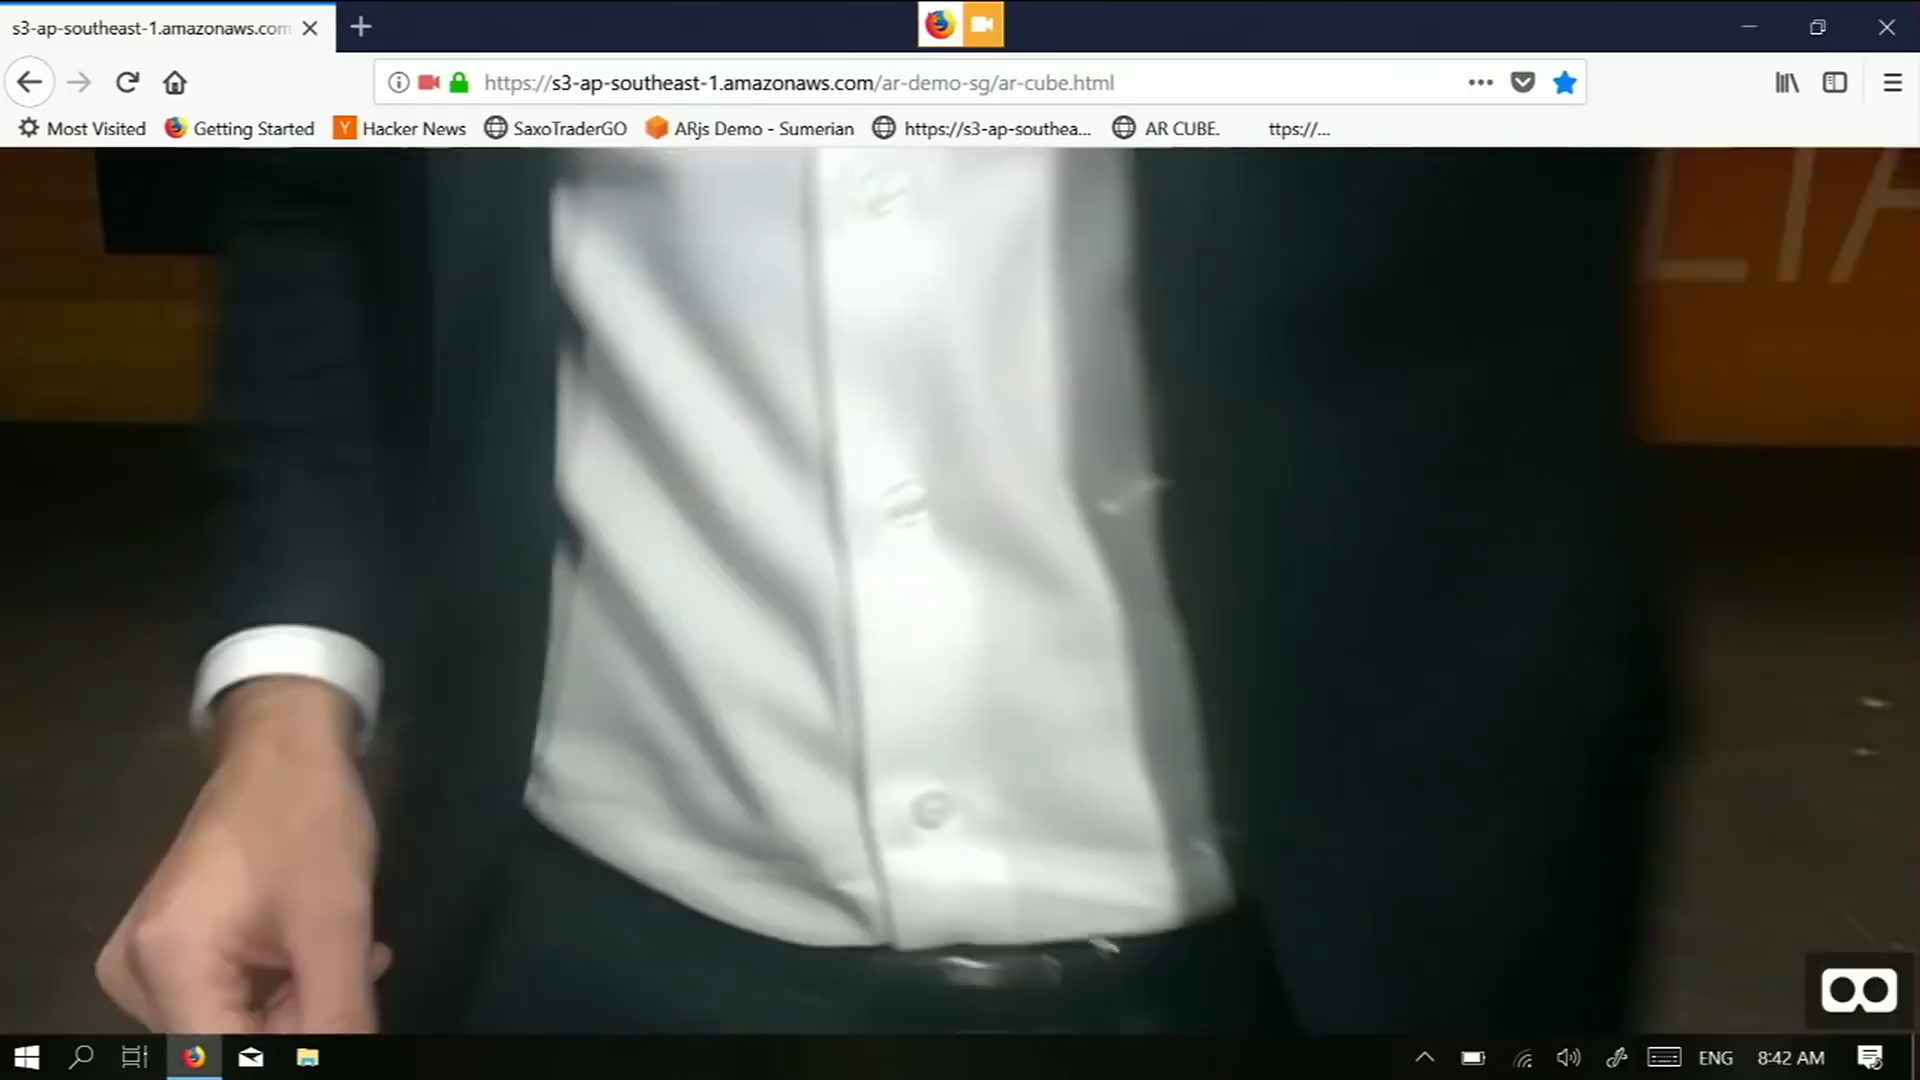 s3-ap-southeast-1.amazonaws.com
https://s3-ap-southeast-1.amazonaws.com/ar-demo-sg/ar-cube.html
Most Visited Getting Started Y Hacker News SaxoTraderGO ARjs Demo - Sumerian https://s3-ap-southea... AR CUBE. ttps://...
LIA
ENG 8:42 AM